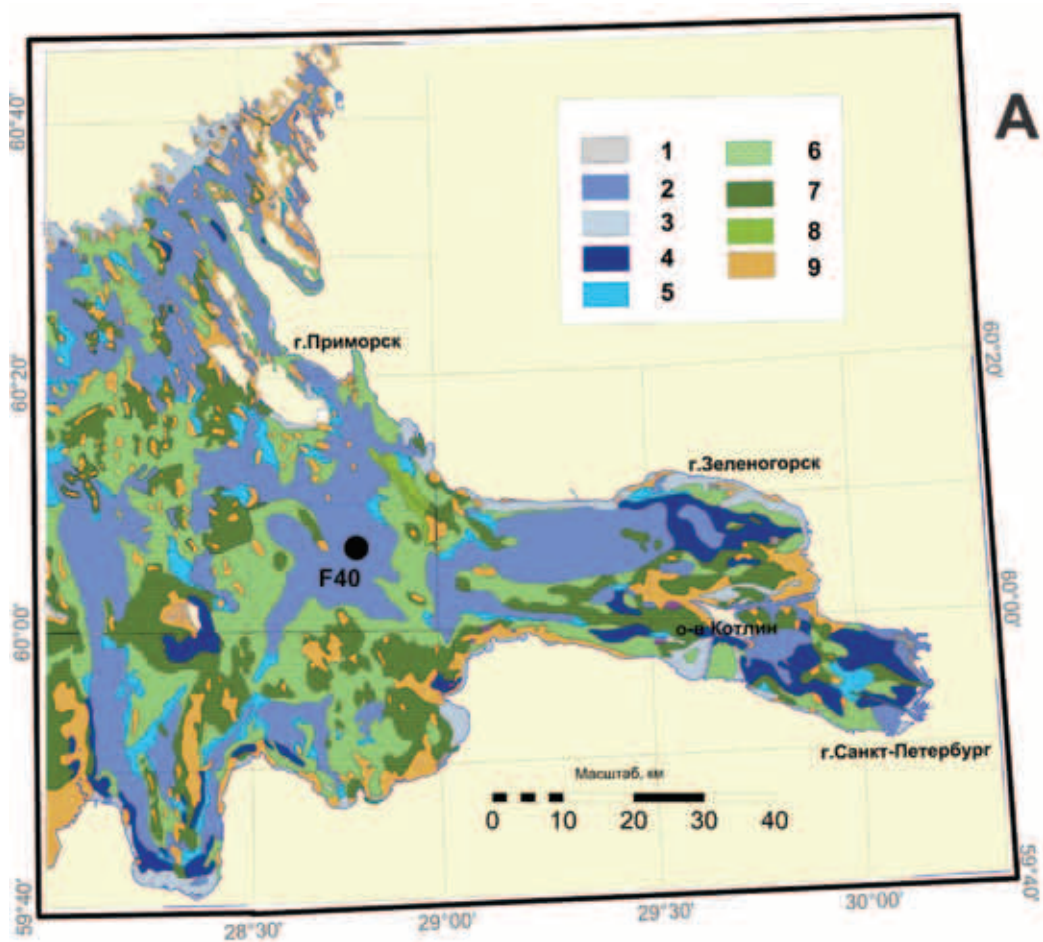 A
1 6
2 7
3 8
4 9
5
60°40'
60°20'
60°00'
59°40'
60°20'
60°00'
59°40'
г.Приморск
г.Зеленогорск
F40
о-в Котлин
г.Санкт-Петербург
Масштаб, км
0 10 20 30 40
28°30' 29°00' 29°30' 30°00'